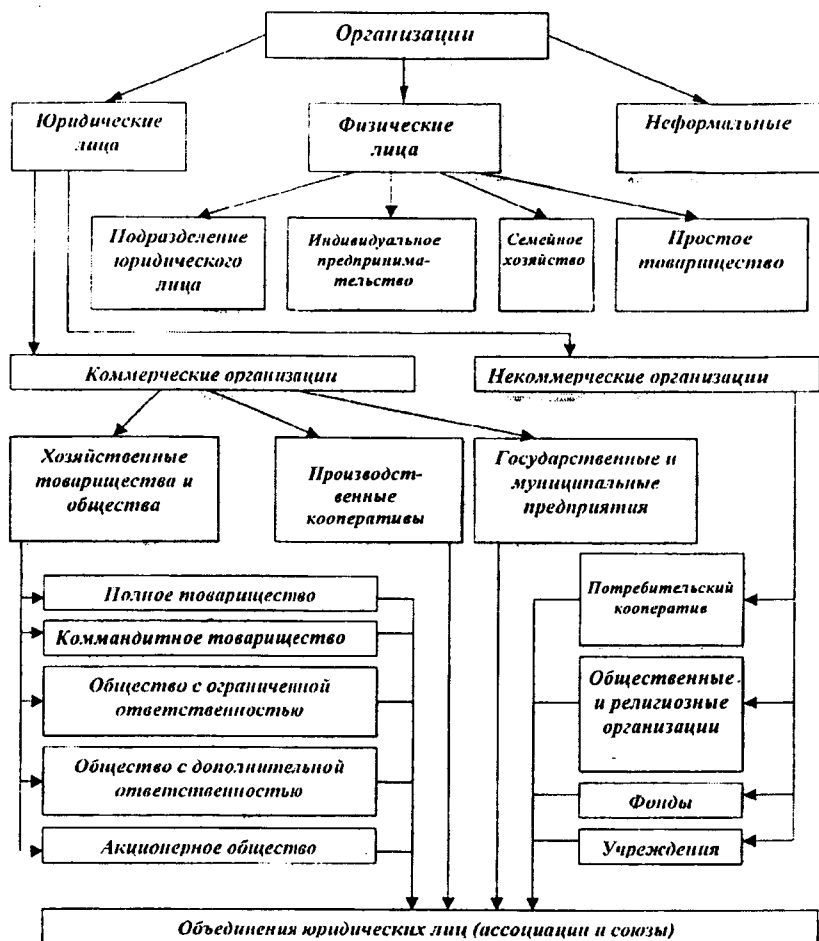 Организации
Юридические
лица
Физические
лица
Неформальные
Подразделение
юридического
лица
Индивидуальное
предпринима-
тельство
Семейное
хозяйство
Простое
товарищество
Коммерческие организации
Некоммерческие организации
Хозяйственные
товарищества и
общества
Производст-
венные
кооперативы
Государственные и
муниципальные
предприятия
Полное товарищество
Коммандитное товарищество
Общество с ограниченной
ответственностью
Общество с дополнительной
ответственностью
Акционерное общество
Потребительский
кооператив
Общественные
и религиозные
организации
Фонды
Учреждения
Объединения юридических лиц (ассоциации и союзы)